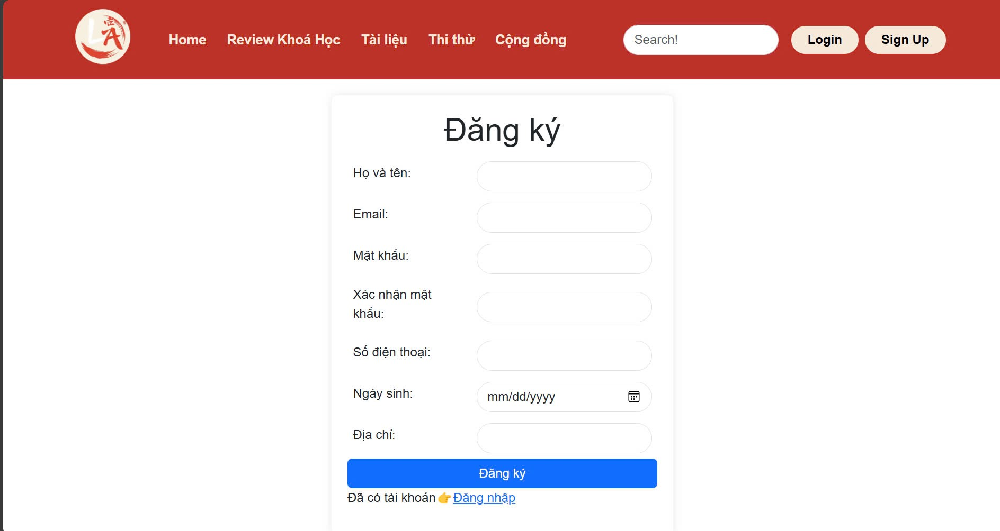 LA
Home Review Khoá Học Tài liệu Thi thử Cộng đồng Search! Login Sign Up
Đăng ký
Họ và tên:
Email:
Mật khẩu:
Xác nhận mật
khẩu:
Số điện thoại:
Ngày sinh: mm/dd/yyyy
Địa chỉ:
Đăng ký
Đã có tài khoản👉Đăng nhập